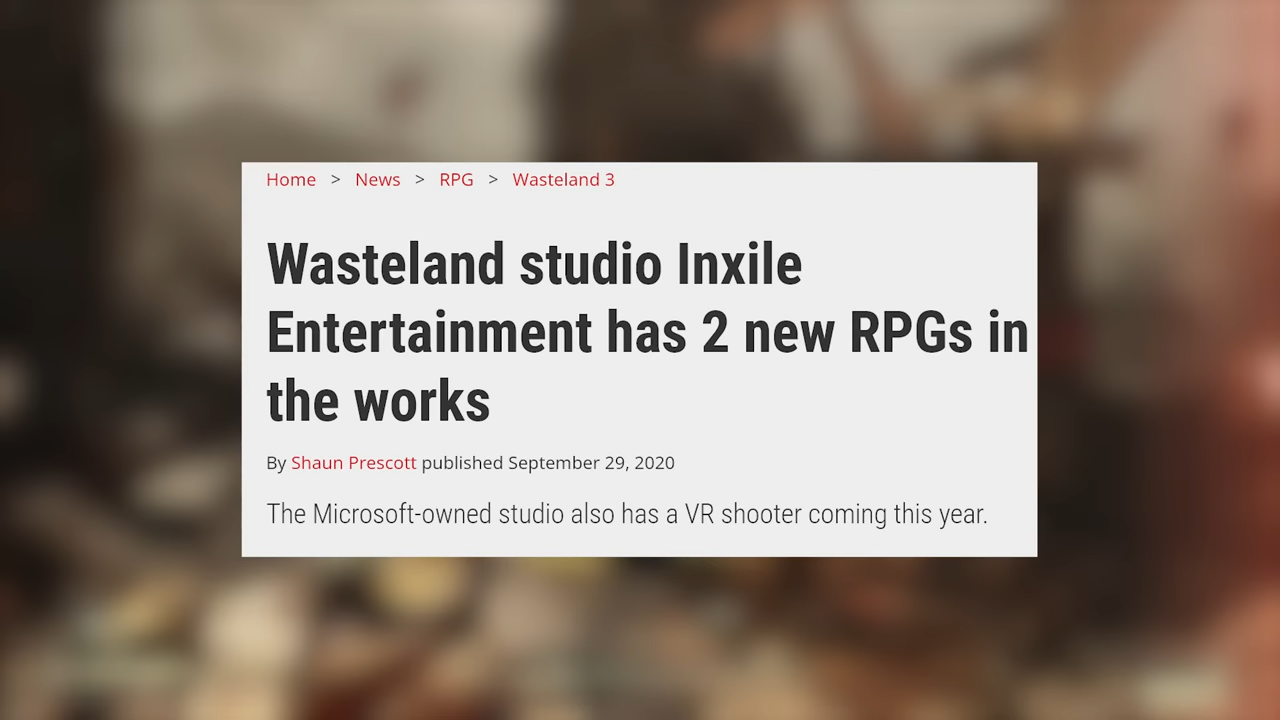 Home > News > RPG > Wasteland 3
Wasteland studio Inxile
Entertainment has 2 new RPGs in
the works
By Shaun Prescott published September 29, 2020
The Microsoft-owned studio also has a VR shooter coming this year.